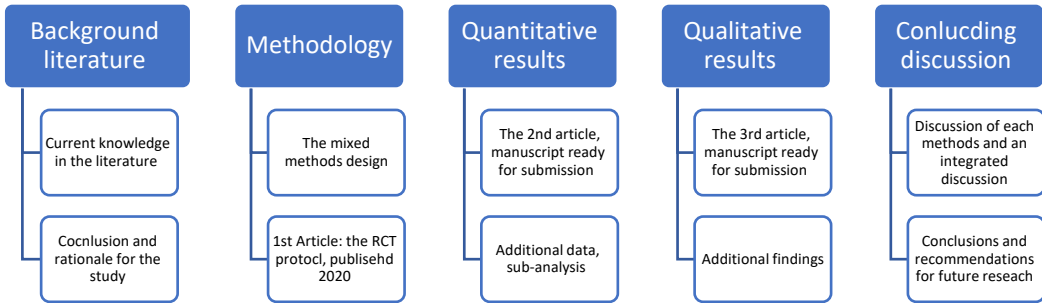 Background
literature
Current knowledge
in the literature
Cocnlusion and
rationale for the
study
Methodology
The mixed
methods design
1st Article: the RCT
protocl, publisehd
2020
Quantitative
results
The 2nd article,
manuscript ready
for submission
Additional data,
sub-analysis
Qualitative
results
The 3rd article,
manuscript ready
for submission
Additional findings
Conlucding
discussion
Discussion of each
methods and an
integrated
discussion
Conclusions and
recommendations
for future reseach